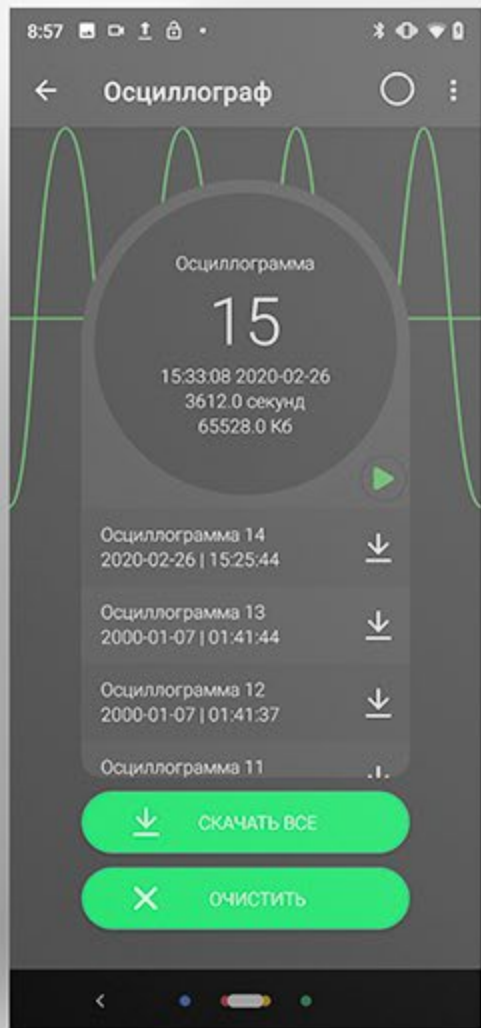 8:57
Осциллограф
Осциллограмма
15
15:33:08 2020-02-26
3612.0 секунд
65528.0 Кб
Осциллограмма 14
2020-02-26 | 15:25:44
Осциллограмма 13
2000-01-07 | 01:41:44
Осциллограмма 12
2000-01-07 | 01:41:37
Осциллограмма 11
СКАЧАТЬ ВСЕ
ОЧИСТИТЬ